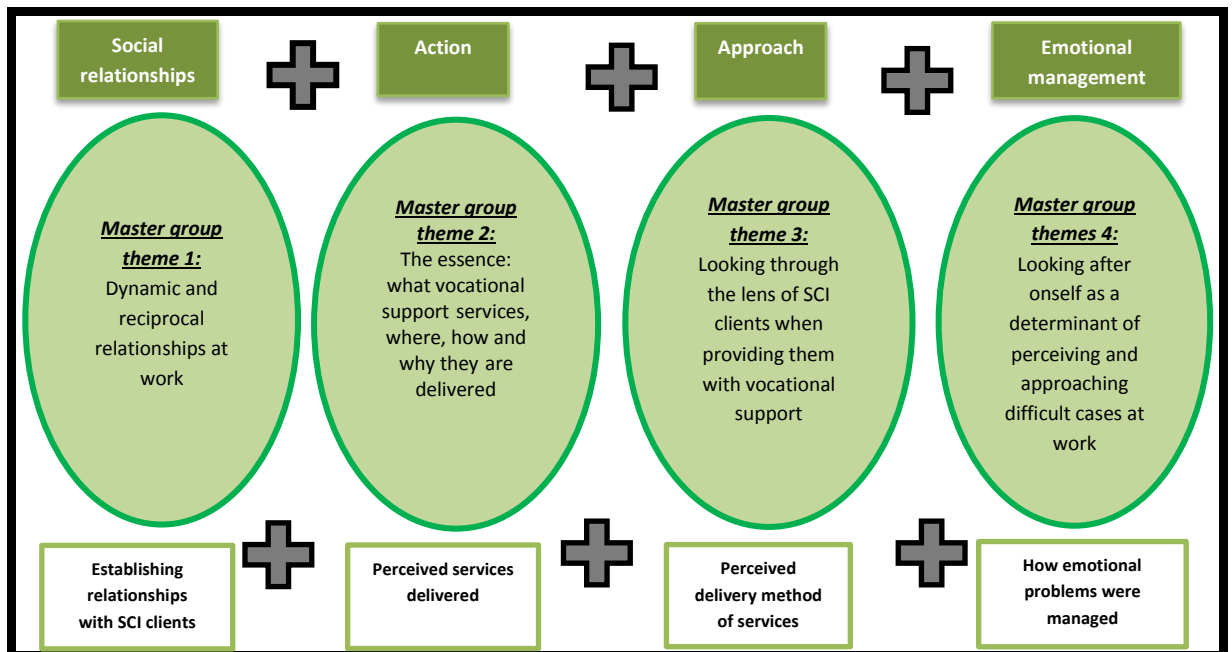 Social
relationships
Action
Approach
Emotional
management
Master group
theme 1:
Dynamic and
reciprocal
relationships at
work
Master group
theme 2:
The essence:
what vocational
support services,
where, how and
why they are
delivered
Master group
theme 3:
Looking through
the lens of SCI
clients when
providing them
with vocational
support
Master group
themes 4:
Looking after
onself as a
determinant of
perceiving and
approaching
difficult cases at
work
Establishing
relationships
with SCI clients
Perceived services
delivered
Perceived
delivery method
of services
How emotional
problems were
managed